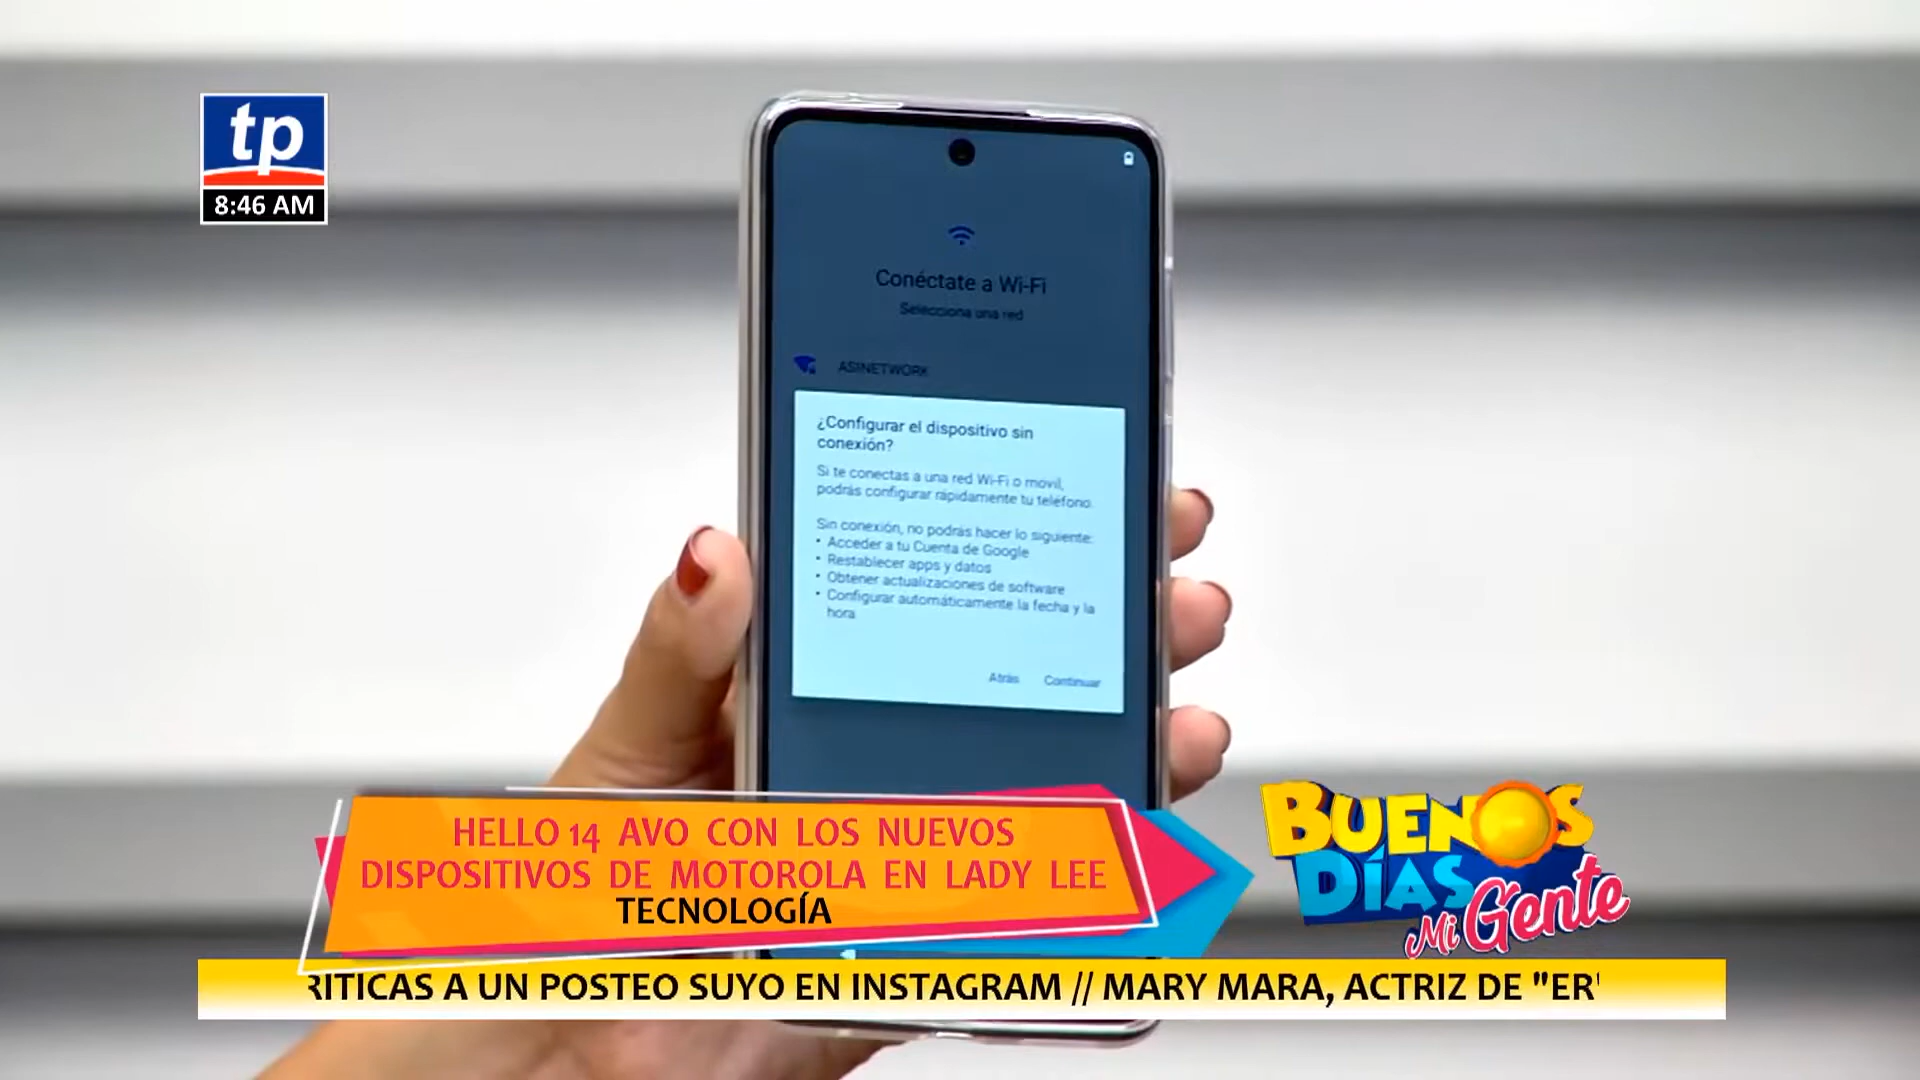 tp
8:46 AM
Conéctate a Wi-Fi
Selecciona una red
ASINETWORK
¿Configurar el dispositivo sin
conexión?
Si te conectas a una red Wi-Fi o movil,
podrás configurar rápidamente tu teléfono.
Sin conexión, no podrás hacer lo siguiente:
• Acceder a tu Cuenta de Google
• Restablecer apps y datos
• Obtener actualizaciones de software
• Configurar automáticamente la fecha y la
hora
Atrás Continuar
HELLO 14 AVO CON LOS NUEVOS
DISPOSITIVOS DE MOTOROLA EN LADY LEE
TECNOLOGÍA
BUENOS
DÍAS
Mi Gente
RITICAS A UN POSTEO SUYO EN INSTAGRAM // MARY MARA, ACTRIZ DE "ER"